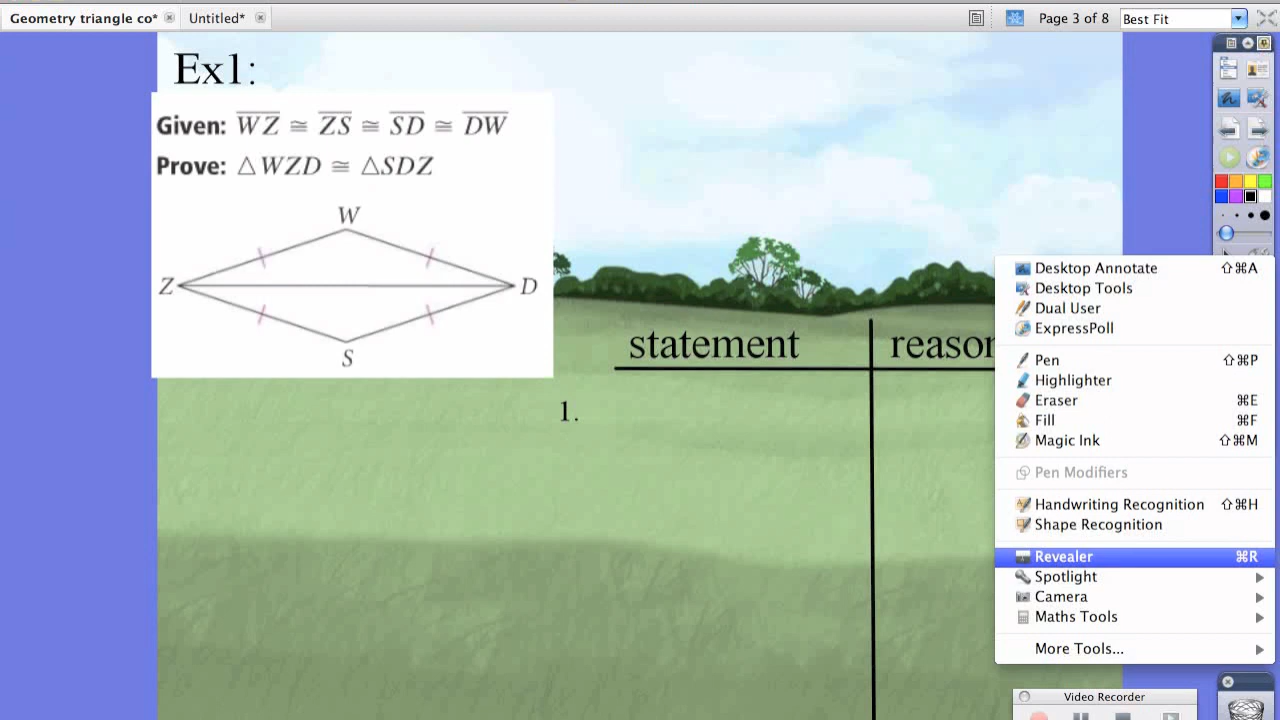 Geometry triangle co*
Untitled*
Page 3 of 8
Best Fit
Ex1:
Given: WZ ≅ ZS ≅ SD ≅ DW
Prove: △WZD ≅ △SDZ
W
Z
D
S
statement
reason
1.
Desktop Annotate ⇧⌘A
Desktop Tools
Dual User
ExpressPoll
Pen ⇧⌘P
Highlighter
Eraser ⌘E
Fill ⌘F
Magic Ink ⇧⌘M
Pen Modifiers
Handwriting Recognition ⇧⌘H
Shape Recognition
Revealer ⌘R
Spotlight
Camera
Maths Tools
More Tools...
Video Recorder